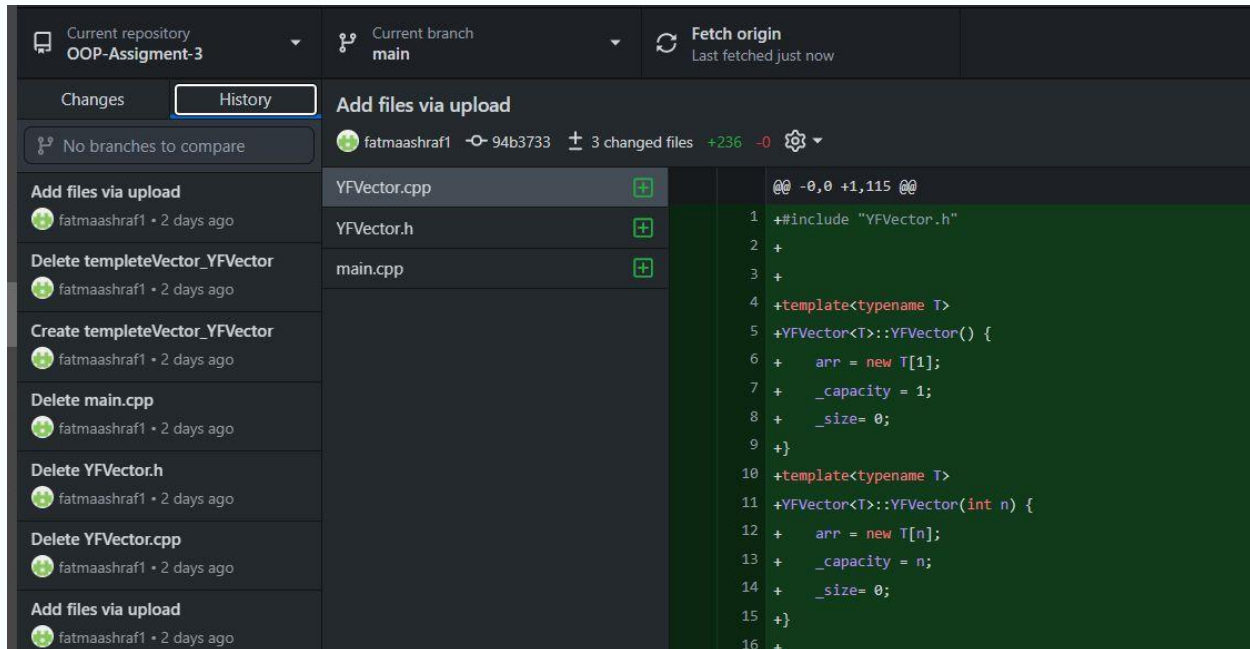 Current repository
OOP-Assigment-3
Current branch
main
Fetch origin
Last fetched just now
Changes
History
No branches to compare
Add files via upload
fatmaashraf1 • 2 days ago
Delete templeteVector_YFVector
fatmaashraf1 • 2 days ago
Create templeteVector_YFVector
fatmaashraf1 • 2 days ago
Delete main.cpp
fatmaashraf1 • 2 days ago
Delete YFVector.h
fatmaashraf1 • 2 days ago
Delete YFVector.cpp
fatmaashraf1 • 2 days ago
Add files via upload
fatmaashraf1 • 2 days ago
Add files via upload
fatmaashraf1 94b3733 3 changed files +236 -0
YFVector.cpp
YFVector.h
main.cpp
@@ -0,0 +1,115 @@
1 +#include "YFVector.h"
2 +
3 +
4 +template<typename T>
5 +YFVector<T>::YFVector() {
6 +    arr = new T[1];
7 +    _capacity = 1;
8 +    _size= 0;
9 +}
10 +template<typename T>
11 +YFVector<T>::YFVector(int n) {
12 +    arr = new T[n];
13 +    _capacity = n;
14 +    _size= 0;
15 +}
16 +